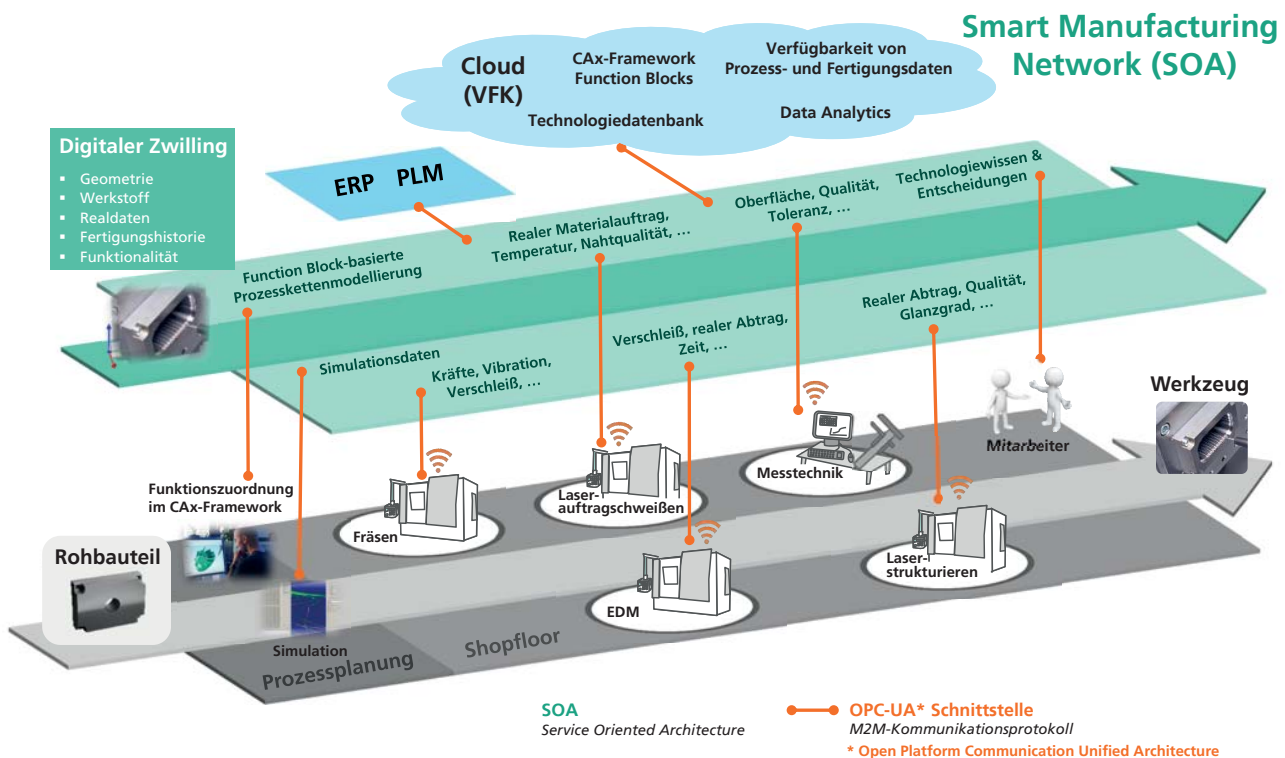 Smart Manufacturing
Network (SOA)
Cloud
(VFK)
CAx-Framework
Function Blocks
Verfügbarkeit von
Prozess- und Fertigungsdaten
Technologiedatenbank
Data Analytics
Digitaler Zwilling
▪ Geometrie
▪ Werkstoff
▪ Realdaten
▪ Fertigungshistorie
▪ Funktionalität
ERP PLM
Function Block-basierte
Prozesskettenmodellierung
Realer Materialauftrag,
Temperatur, Nahtqualität, …
Oberfläche, Qualität,
Toleranz, …
Technologiewissen &
Entscheidungen
Simulationsdaten
Kräfte, Vibration,
Verschleiß, …
Verschleiß, realer Abtrag,
Zeit, …
Realer Abtrag, Qualität,
Glanzgrad, …
Werkzeug
Mitarbeiter
Messtechnik
Laser-
auftragschweißen
Fräsen
Funktionszuordnung
im CAx-Framework
Rohbauteil
Laser-
strukturieren
EDM
Simulation
Prozessplanung
Shopfloor
SOA
Service Oriented Architecture
OPC-UA* Schnittstelle
M2M-Kommunikationsprotokoll
* Open Platform Communication Unified Architecture